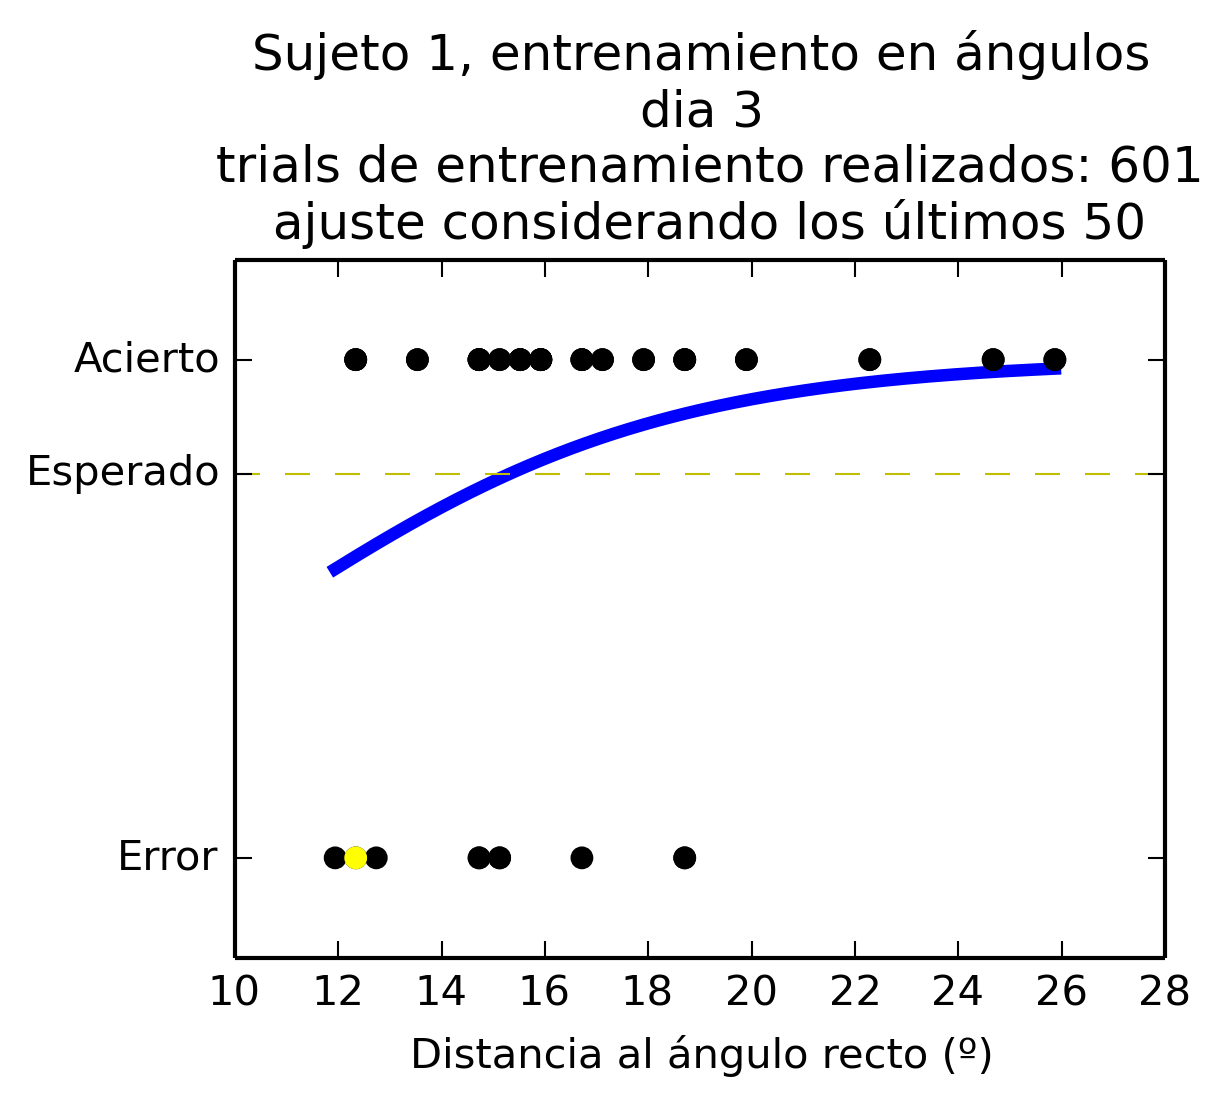 Sujeto 1, entrenamiento en ángulos
dia 3
trials de entrenamiento realizados: 601
ajuste considerando los últimos 50
Acierto
Esperado
Error
10 12 14 16 18 20 22 24 26 28
Distancia al ángulo recto (º)